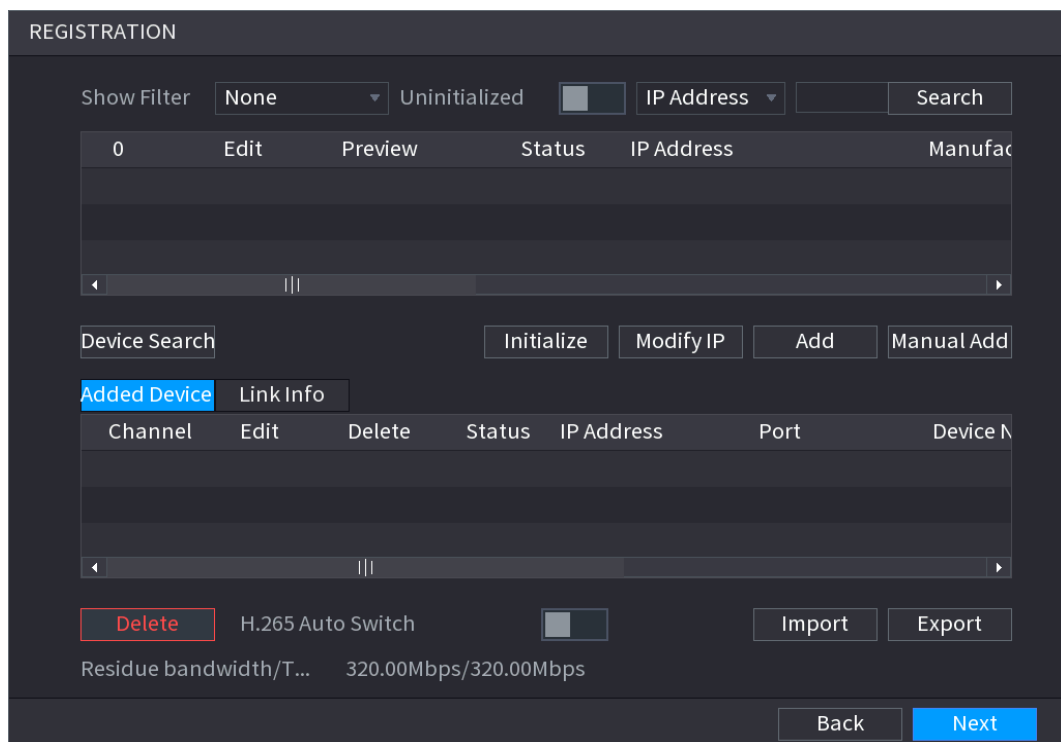 REGISTRATION
Show Filter None Uninitialized IP Address Search
0 Edit Preview Status IP Address Manufac
Device Search Initialize Modify IP Add Manual Add
Added Device Link Info
Channel Edit Delete Status IP Address Port Device N
Delete H.265 Auto Switch Import Export
Residue bandwidth/T... 320.00Mbps/320.00Mbps
Back Next